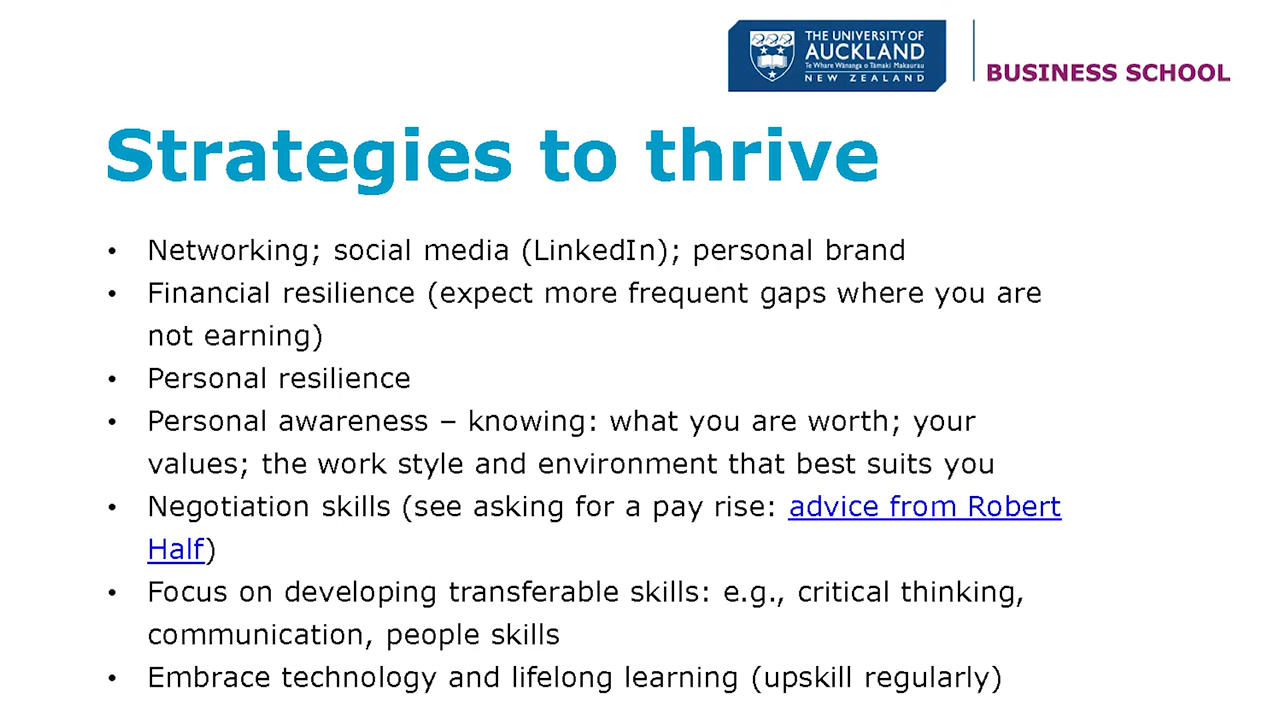 THE UNIVERSITY OF
AUCKLAND
Te Whare Wānanga o Tāmaki Makaurau
NEW ZEALAND
BUSINESS SCHOOL
Strategies to thrive
• Networking; social media (LinkedIn); personal brand
• Financial resilience (expect more frequent gaps where you are
not earning)
• Personal resilience
• Personal awareness – knowing: what you are worth; your
values; the work style and environment that best suits you
• Negotiation skills (see asking for a pay rise: advice from Robert
Half)
• Focus on developing transferable skills: e.g., critical thinking,
communication, people skills
• Embrace technology and lifelong learning (upskill regularly)